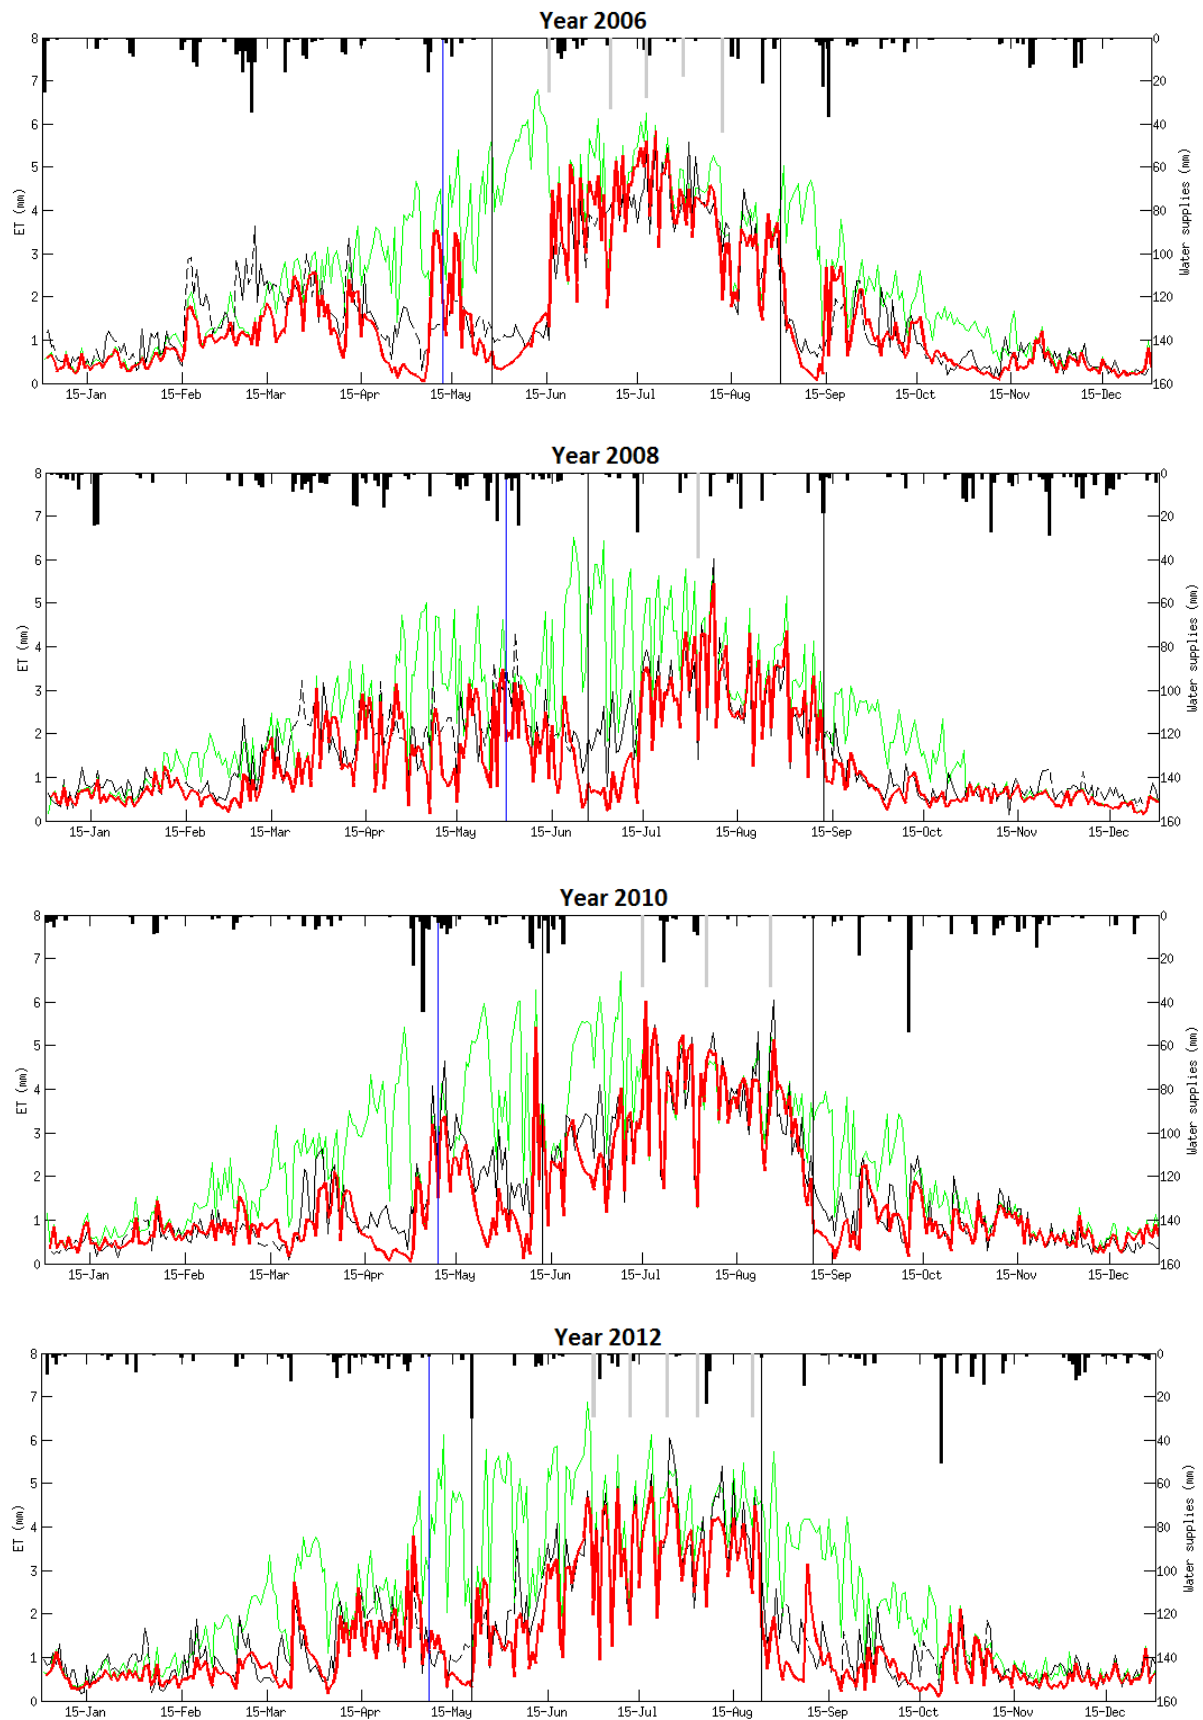 Year 2006
8 0
7 20
6 40
5 60
4 80
3 100
2 120
1 140
0 160
ET (mm)
Water supplies (mm)
15-Jan 15-Feb 15-Mar 15-Apr 15-May 15-Jun 15-Jul 15-Aug 15-Sep 15-Oct 15-Nov 15-Dec
Year 2008
8 0
7 20
6 40
5 60
4 80
3 100
2 120
1 140
0 160
ET (mm)
Water supplies (mm)
15-Jan 15-Feb 15-Mar 15-Apr 15-May 15-Jun 15-Jul 15-Aug 15-Sep 15-Oct 15-Nov 15-Dec
Year 2010
8 0
7 20
6 40
5 60
4 80
3 100
2 120
1 140
0 160
ET (mm)
Water supplies (mm)
15-Jan 15-Feb 15-Mar 15-Apr 15-May 15-Jun 15-Jul 15-Aug 15-Sep 15-Oct 15-Nov 15-Dec
Year 2012
8 0
7 20
6 40
5 60
4 80
3 100
2 120
1 140
0 160
ET (mm)
Water supplies (mm)
15-Jan 15-Feb 15-Mar 15-Apr 15-May 15-Jun 15-Jul 15-Aug 15-Sep 15-Oct 15-Nov 15-Dec